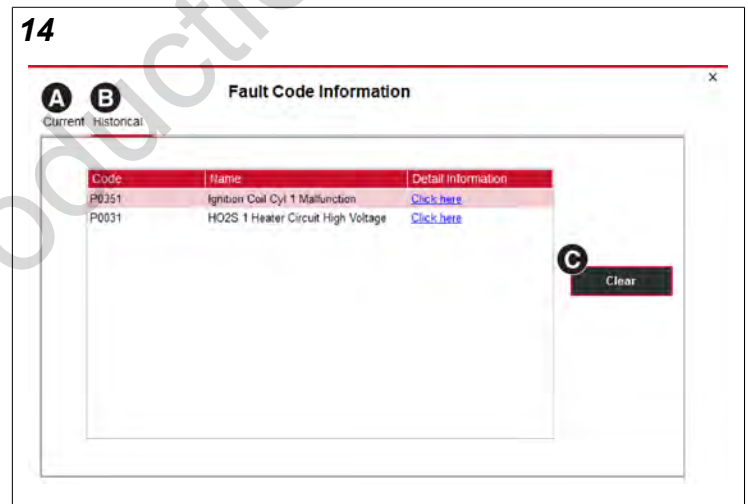 14
Fault Code Information
×
A B
Current Historical
Code Name Detail Information
P0351 Ignition Coil Cyl 1 Malfunction Click here
P0031 HO2S 1 Heater Circuit High Voltage Click here
C
Clear